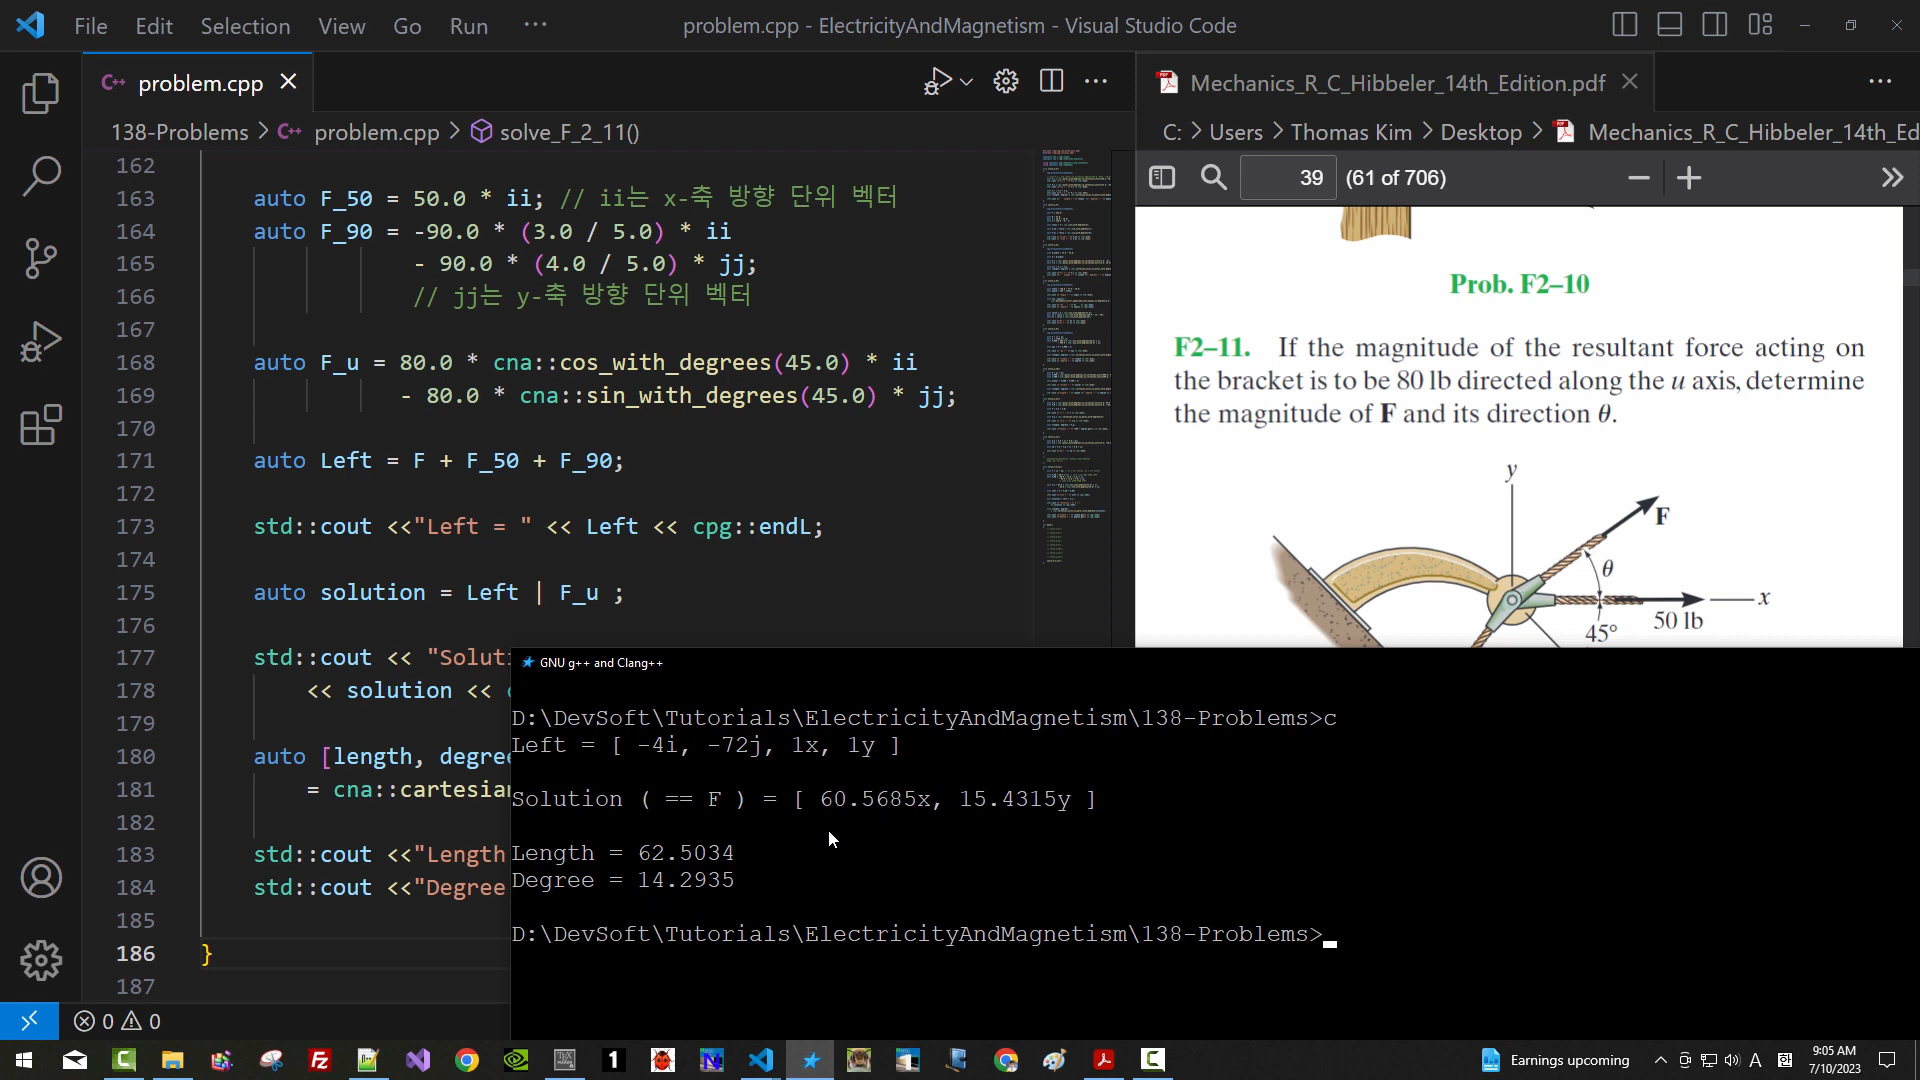 File Edit Selection View Go Run ··· problem.cpp - ElectricityAndMagnetism - Visual Studio Code
C++ problem.cpp
138-Problems > C++ problem.cpp > solve_F_2_11()
162
163 auto F_50 = 50.0 * ii; // ii는 x-축 방향 단위 벡터
164 auto F_90 = -90.0 * (3.0 / 5.0) * ii
165 - 90.0 * (4.0 / 5.0) * jj;
166 // jj는 y-축 방향 단위 벡터
167
168 auto F_u = 80.0 * cna::cos_with_degrees(45.0) * ii
169 - 80.0 * cna::sin_with_degrees(45.0) * jj;
170
171 auto Left = F + F_50 + F_90;
172
173 std::cout <<"Left = " << Left << cpg::endL;
174
175 auto solution = Left | F_u ;
176
177 std::cout << "Soluti
178 << solution <<
179
180 auto [length, degree
181 = cna::cartesian
182
183 std::cout <<"Length
184 std::cout <<"Degree
185
186 }
187
0 0
Mechanics_R_C_Hibbeler_14th_Edition.pdf
C: > Users > Thomas Kim > Desktop > Mechanics_R_C_Hibbeler_14th_Ed
39 (61 of 706)
Prob. F2–10
F2–11. If the magnitude of the resultant force acting on
the bracket is to be 80 lb directed along the u axis, determine
the magnitude of F and its direction θ.
y
F
θ
x
50 lb
45°
GNU g++ and Clang++
D:\DevSoft\Tutorials\ElectricityAndMagnetism\138-Problems>c
Left = [ -4i, -72j, 1x, 1y ]
Solution ( == F ) = [ 60.5685x, 15.4315y ]
Length = 62.5034
Degree = 14.2935
D:\DevSoft\Tutorials\ElectricityAndMagnetism\138-Problems>
Earnings upcoming
A
9:05 AM
7/10/2023